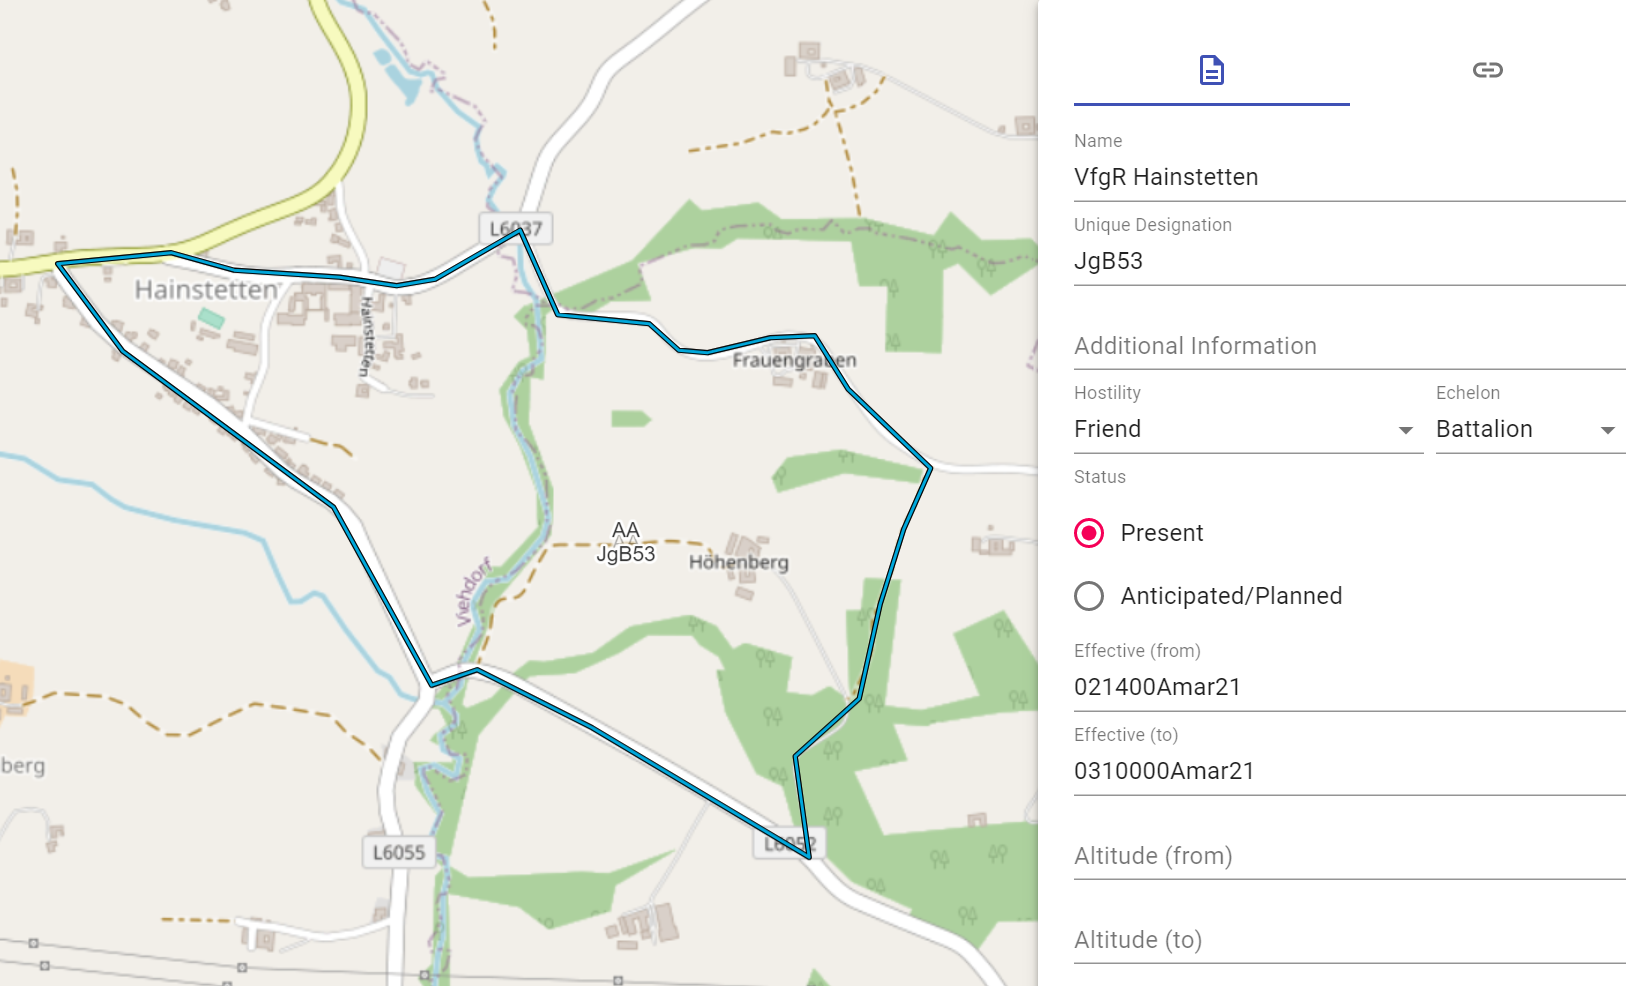 L6037
Hainstetten
Hainstetten
Frauengraben
AA
JgB53
Höhenberg
Viehdorf
berg
L6055
L6052
Name
VfgR Hainstetten
Unique Designation
JgB53
Additional Information
Hostility
Echelon
Friend
Battalion
Status
Present
Anticipated/Planned
Effective (from)
021400Amar21
Effective (to)
0310000Amar21
Altitude (from)
Altitude (to)